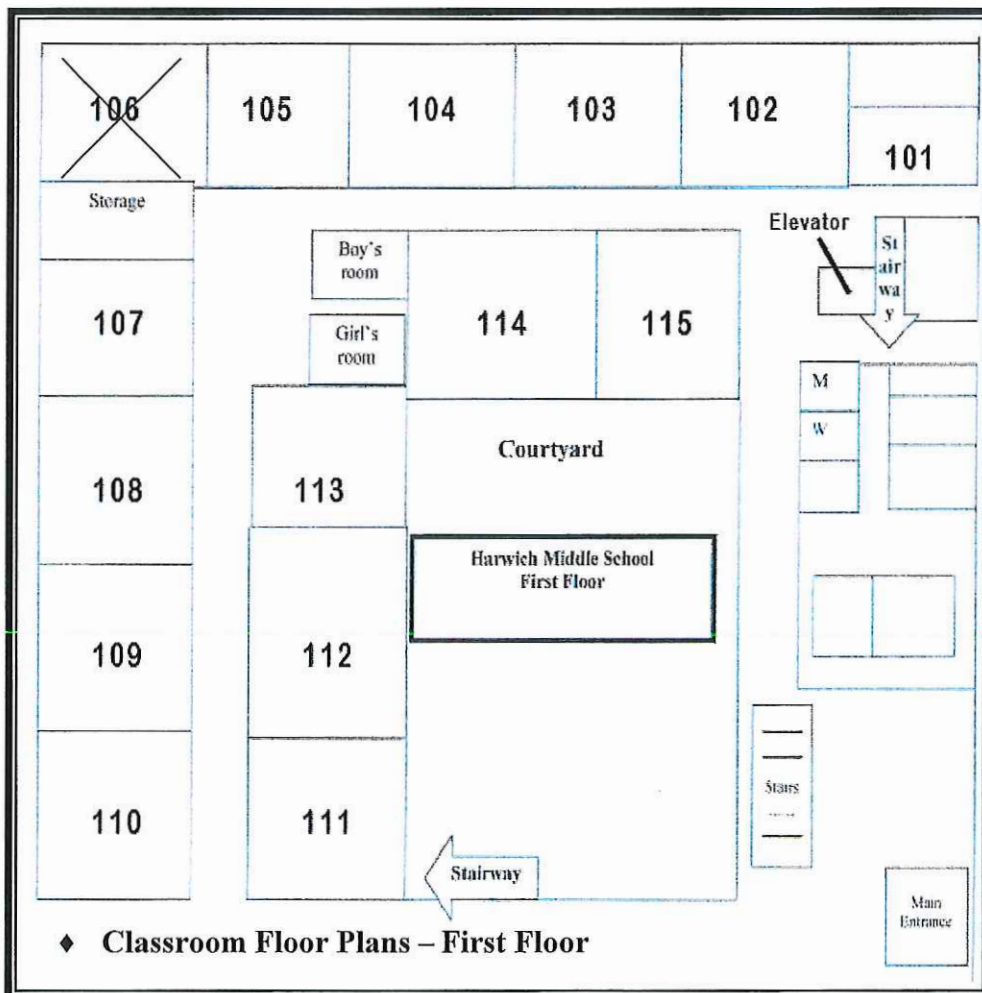 106
105
104
103
102
101
Storage
Elevator
St
air
wa
y
Boy's
room
107
114
115
Girl's
room
M
W
Courtyard
108
113
Harwich Middle School
First Floor
109
112
Stairs
110
111
Stairway
Main
Entrance
♦ Classroom Floor Plans – First Floor